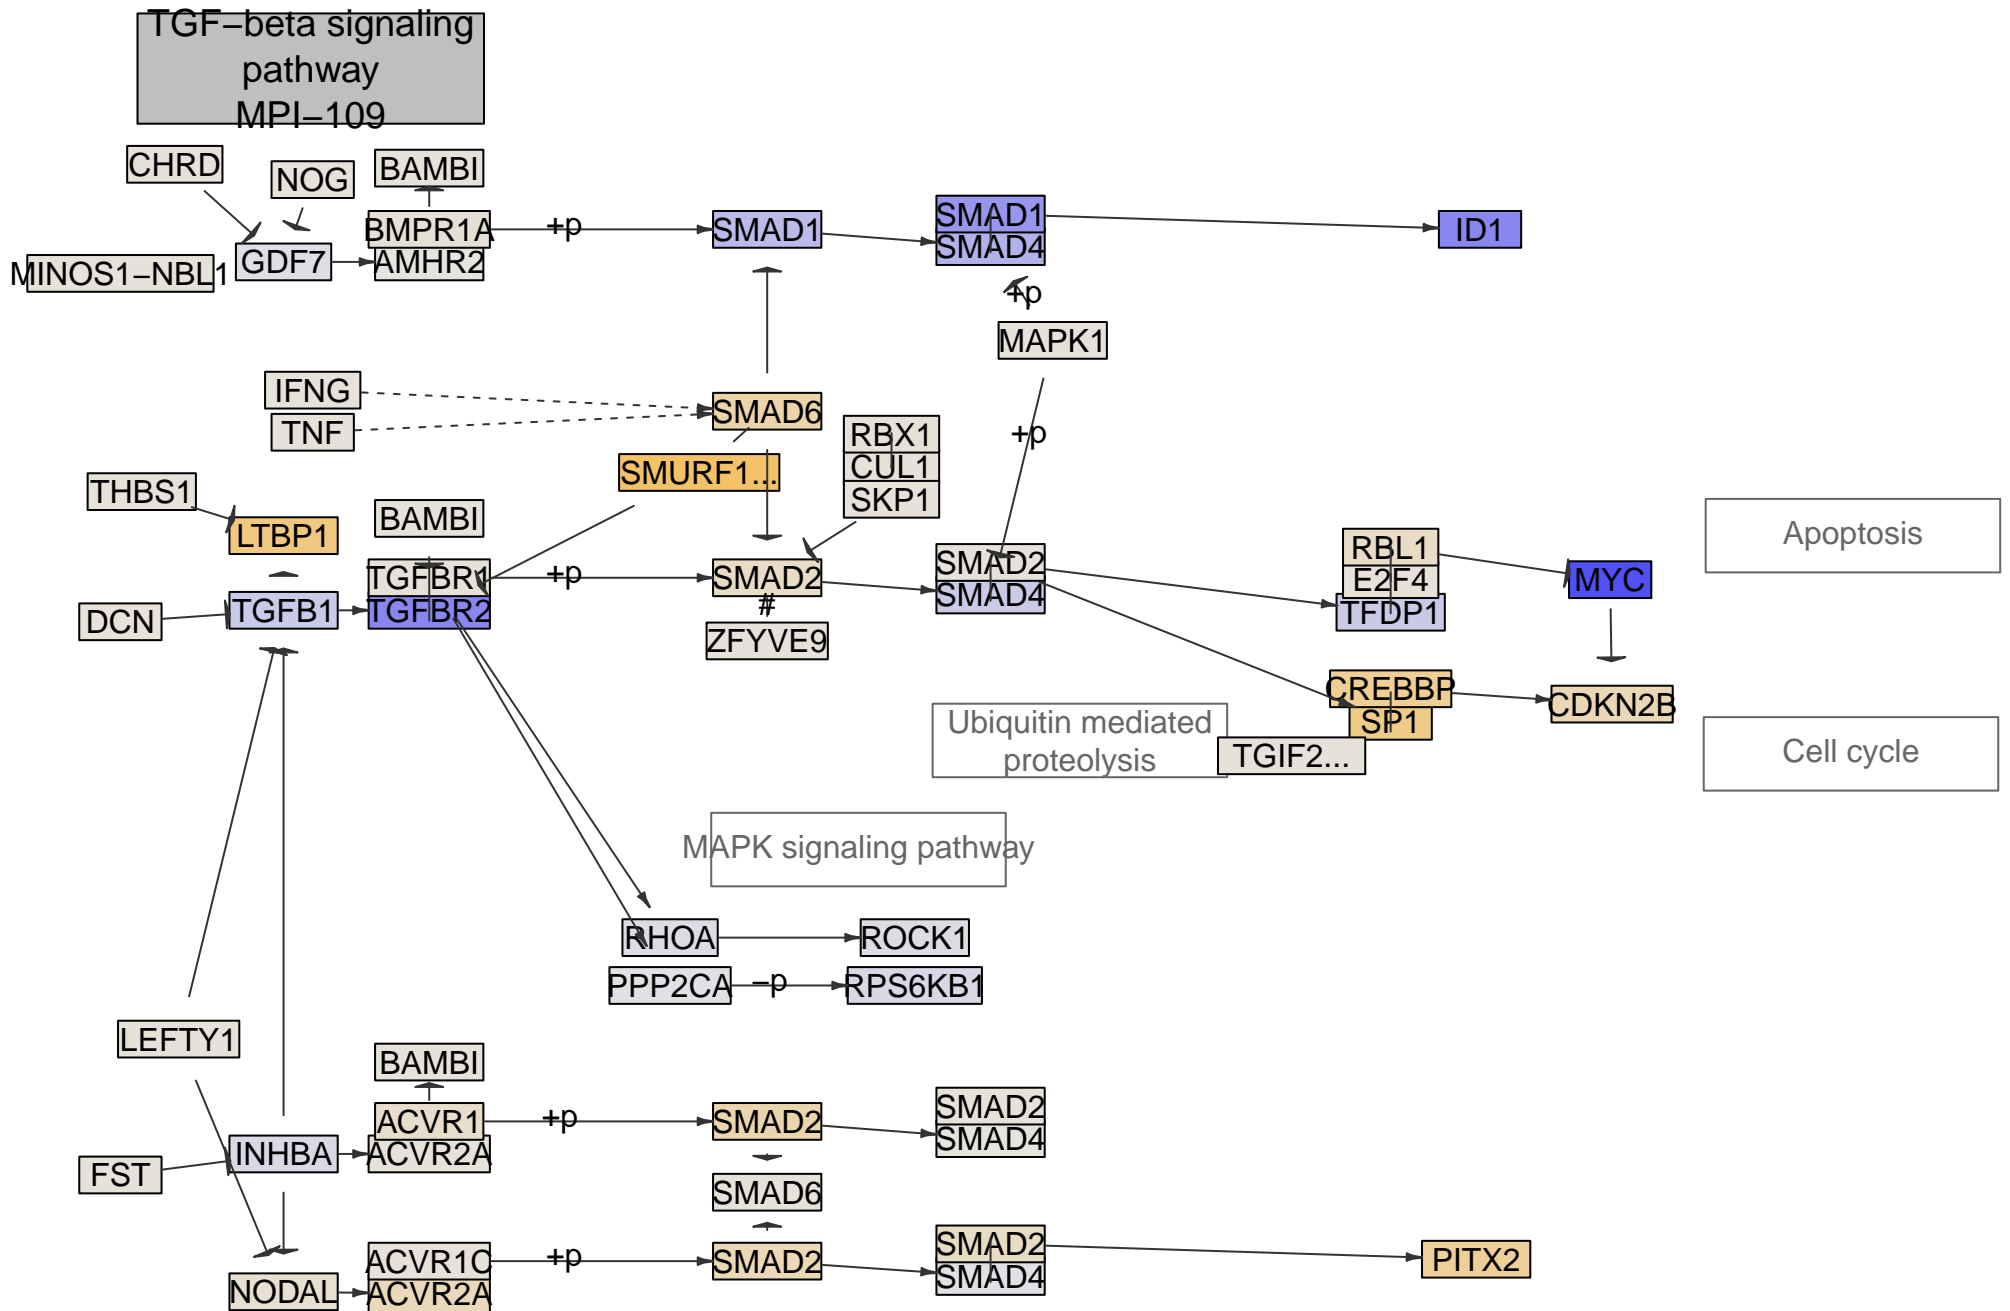 TGF−beta signaling
pathway
MPI−109
CHRD
NOG
BAMBI
BMPR1A
+p
SMAD1
SMAD1
SMAD4
ID1
MINOS1−NBL1
GDF7
AMHR2
+p
MAPK1
IFNG
TNF
SMAD6
RBX1
CUL1
SKP1
+p
SMURF1...
THBS1
LTBP1
BAMBI
TGFBR1
+p
SMAD2
#
ZFYVE9
SMAD2
SMAD4
RBL1
E2F4
TFDP1
MYC
Apoptosis
DCN
TGFB1
TGFBR2
CREBBP
SP1
TGIF2...
CDKN2B
Ubiquitin mediated
proteolysis
Cell cycle
MAPK signaling pathway
RHOA
ROCK1
PPP2CA
−p
RPS6KB1
LEFTY1
BAMBI
ACVR1
+p
SMAD2
SMAD2
SMAD4
INHBA
ACVR2A
FST
SMAD6
ACVR1C
+p
SMAD2
SMAD2
SMAD4
PITX2
NODAL
ACVR2A